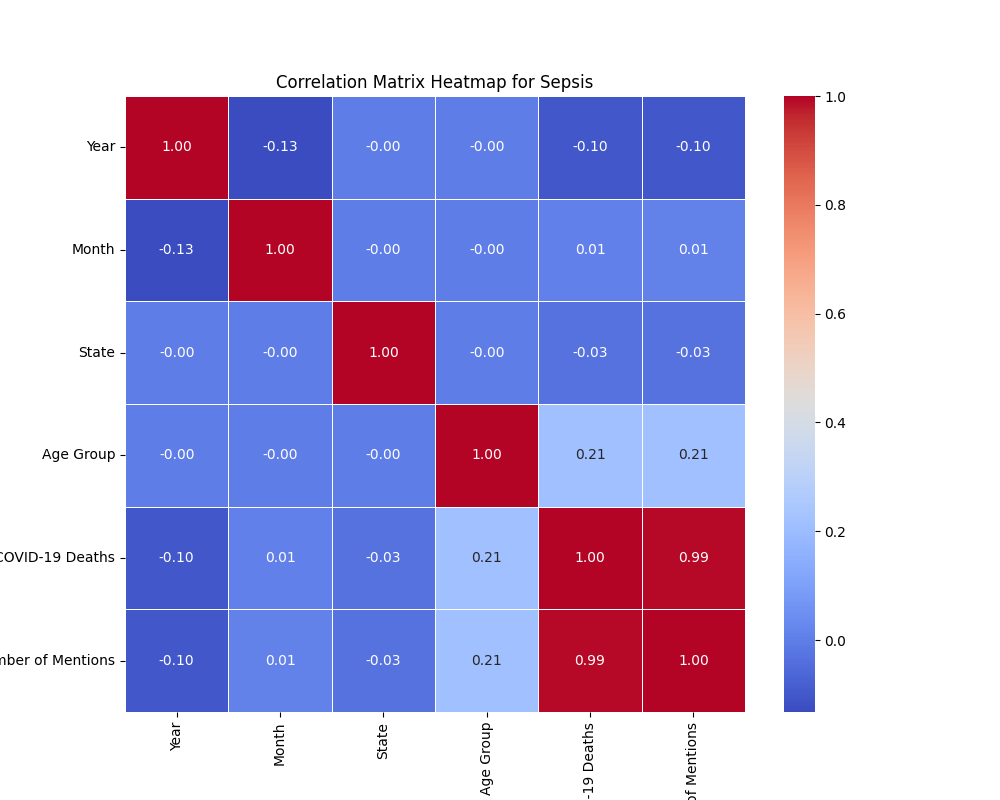 Correlation Matrix Heatmap for Sepsis
Year 1.00 -0.13 -0.00 -0.00 -0.10 -0.10
Month -0.13 1.00 -0.00 -0.00 0.01 0.01
State -0.00 -0.00 1.00 -0.00 -0.03 -0.03
Age Group -0.00 -0.00 -0.00 1.00 0.21 0.21
COVID-19 Deaths -0.10 0.01 -0.03 0.21 1.00 0.99
mber of Mentions -0.10 0.01 -0.03 0.21 0.99 1.00
Year
Month
State
Age Group
-19 Deaths
of Mentions
1.0
0.8
0.6
0.4
0.2
0.0